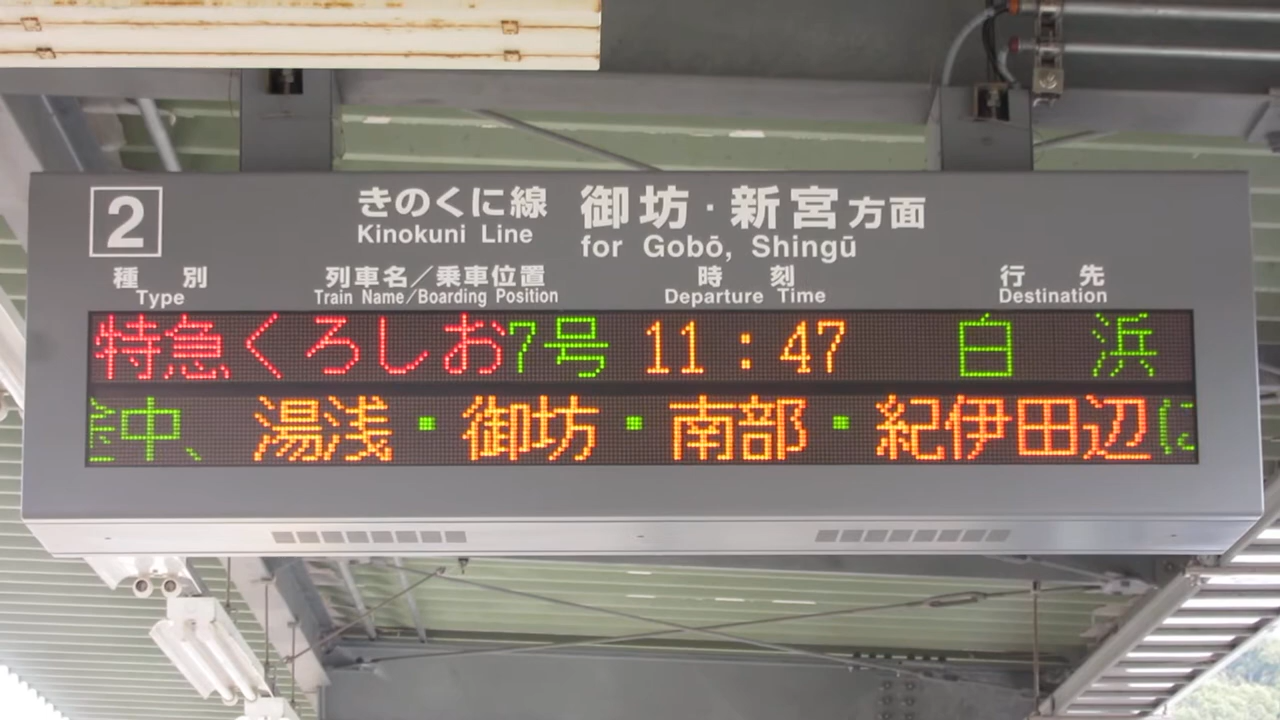 2
きのくに線 御坊・新宮方面
Kinokuni Line for Gobō, Shingū
種別 列車名/乗車位置 時刻 行先
Type Train Name/Boarding Position Departure Time Destination
特急くろしお7号 11:47 白浜
中、 湯浅・御坊・南部・紀伊田辺に